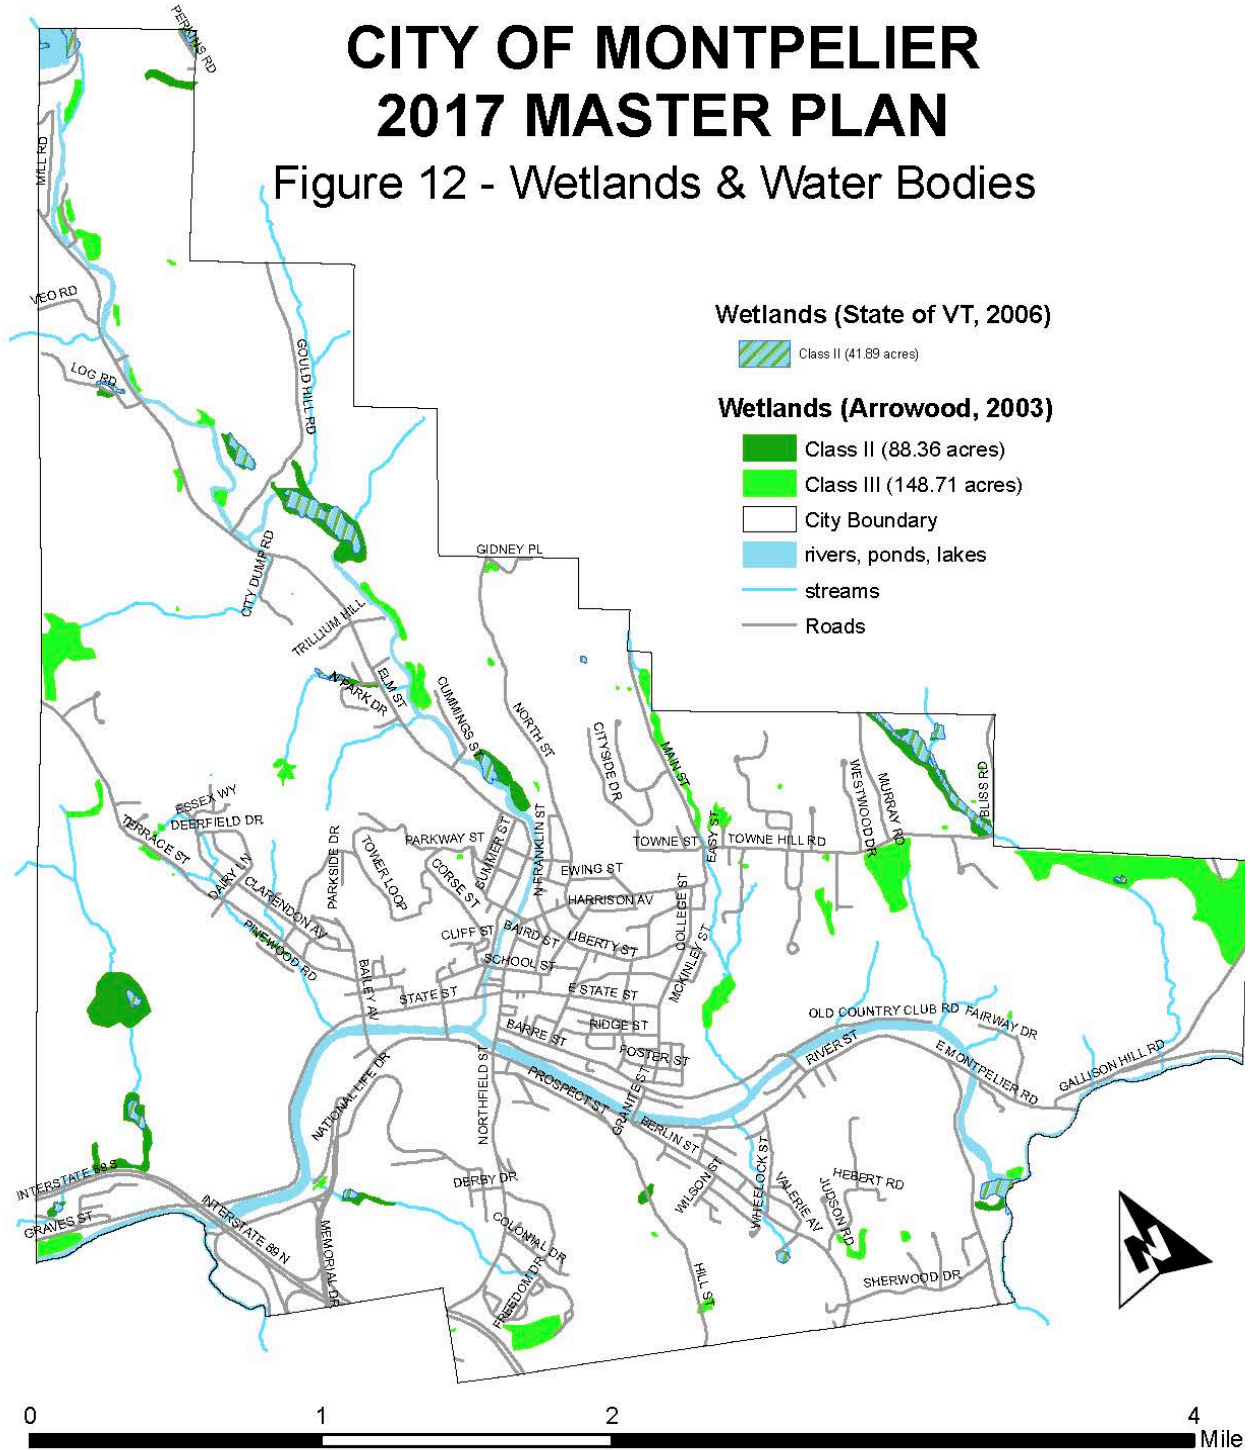 CITY OF MONTPELIER
2017 MASTER PLAN
Figure 12 - Wetlands & Water Bodies
Wetlands (State of VT, 2006)
Class II (41.89 acres)
Wetlands (Arrowood, 2003)
Class II (88.36 acres)
Class III (148.71 acres)
City Boundary
rivers, ponds, lakes
streams
Roads
PERKINS RD
MILL RD
VEO RD
LOG RD
GOULD HILL RD
CITY DUMP RD
TRILLIUM HILL
GIDNEY PL
N PARK DR
ELM ST
CUMMINGS ST
NORTH ST
CITYSIDE DR
MAIN ST
WESTWOOD DR
MURRAY RD
BLISS RD
ESSEX WY
DEERFIELD DR
TERRACE ST
DAIRY LN
CLARENDON AV
PINEWOOD RD
PARKSIDE DR
TOWER LOOP
PARKWAY ST
CORSE ST
SUMMER ST
N FRANKLIN ST
EWING ST
HARRISON AV
TOWNE ST
EASY ST
TOWNE HILL RD
COLLEGE ST
MCKINLEY ST
CLIFF ST
BAIRD ST
LIBERTY ST
SCHOOL ST
BAILEY AV
STATE ST
E STATE ST
RIDGE ST
BARRE ST
FOSTER ST
OLD COUNTRY CLUB RD
FAIRWAY DR
RIVER ST
E MONTPELIER RD
GALLISON HILL RD
NATIONAL LIFE DR
NORTHFIELD ST
PROSPECT ST
GRANITE ST
BERLIN ST
WILSON ST
WHEELOCK ST
VALERIE AV
JUDSON RD
HEBERT RD
SHERWOOD DR
DERBY DR
COLONIAL DR
FREEDOM DR
HILL ST
INTERSTATE 89 S
GRAVES ST
INTERSTATE 89 N
MEMORIAL DR
N
0 1 2 4
Mile